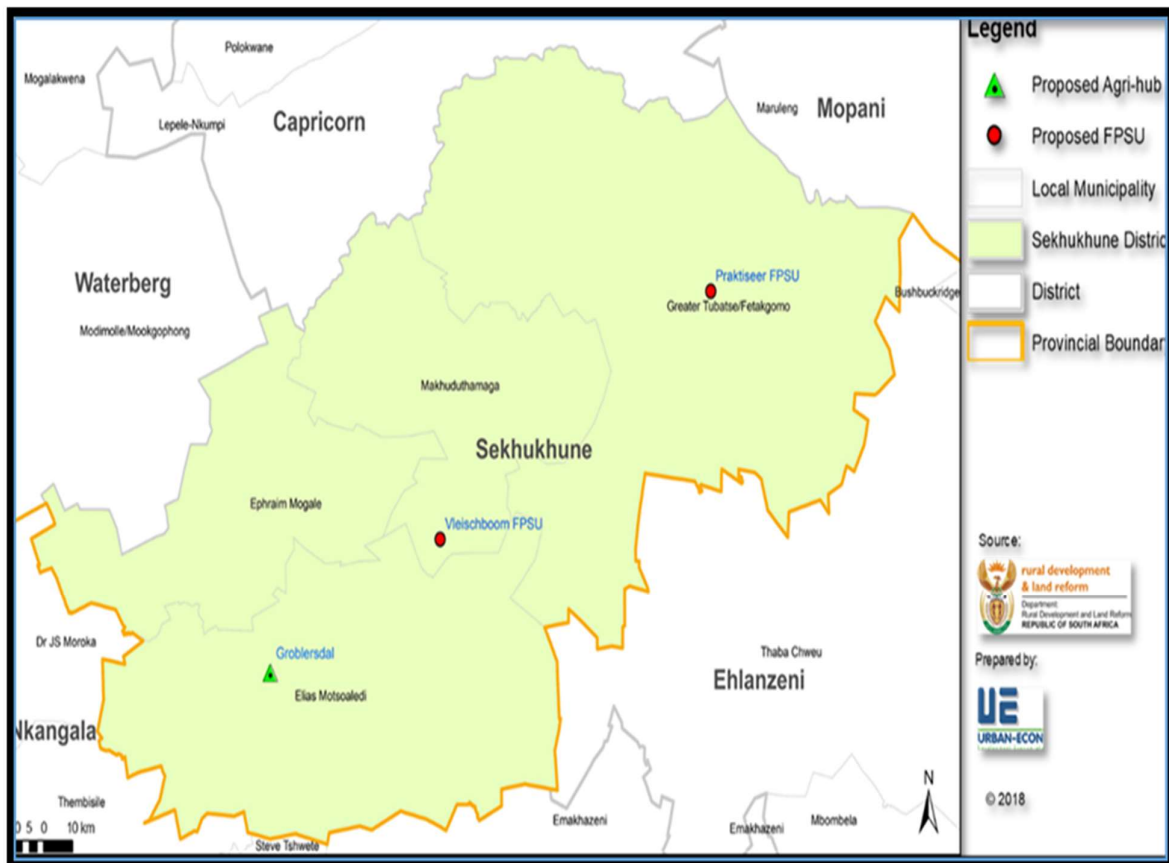 Polokwane
Mogalakwena
Capricorn
Lepele-Nkumpi
Maruleng
Mopani
Waterberg
Modimolle/Mookgophong
Praktiseer FPSU
Greater Tubatse/Fetakgomo
Bushbuckridge
Makhuduthamaga
Sekhukhune
Ephraim Mogale
Vleischboom FPSU
Dr JS Moroka
Groblersdal
Elias Motsoaledi
Thaba Chweu
Ehlanzeni
Nkangala
Thembisile
5 0 10 km
Steve Tshwete
Emakhazeni
Emakhazeni
Mbombela
N
Legend
Proposed Agri-hub
Proposed FPSU
Local Municipality
Sekhukhune Distric
District
Provincial Boundar
Source:
rural development
& land reform
Department:
Rural Development and Land Reform
REPUBLIC OF SOUTH AFRICA
Prepared by:
UE
URBAN-ECON
© 2018